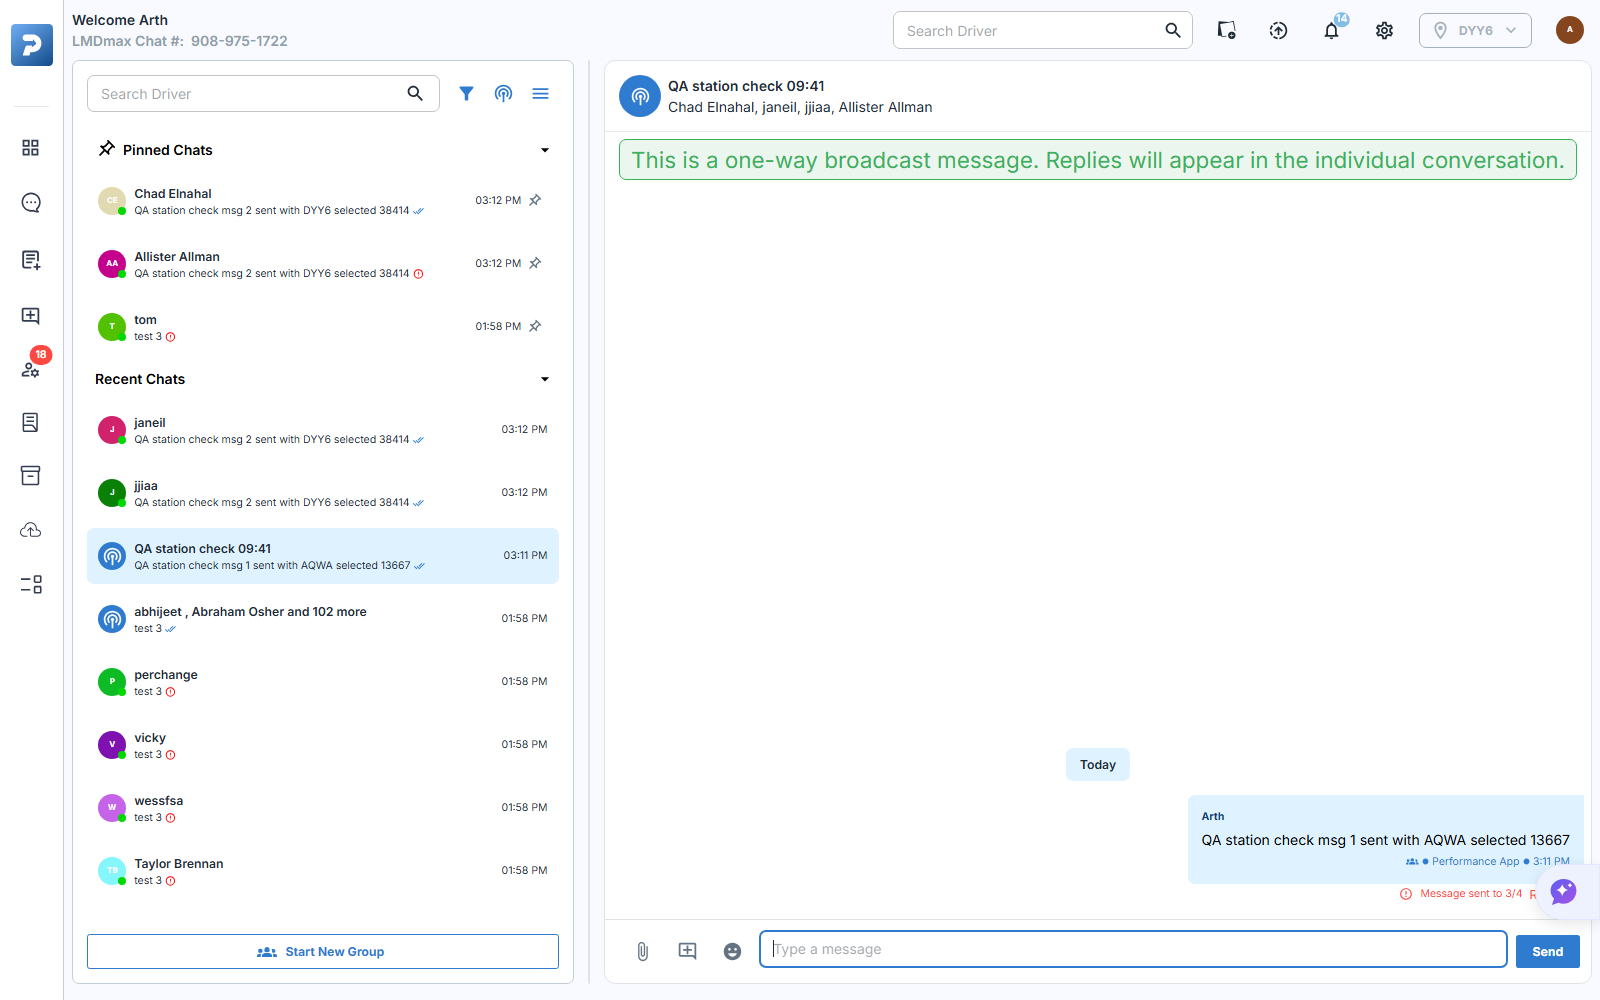 Welcome Arth
LMDmax Chat #: 908-975-1722
Search Driver
14
DYY6
A
Search Driver
Pinned Chats
CE
Chad Elnahal
QA station check msg 2 sent with DYY6 selected 38414
03:12 PM
AA
Allister Allman
QA station check msg 2 sent with DYY6 selected 38414
03:12 PM
T
tom
test 3
01:58 PM
18
Recent Chats
J
janeil
QA station check msg 2 sent with DYY6 selected 38414
03:12 PM
J
jjiaa
QA station check msg 2 sent with DYY6 selected 38414
03:12 PM
QA station check 09:41
QA station check msg 1 sent with AQWA selected 13667
03:11 PM
abhijeet , Abraham Osher and 102 more
test 3
01:58 PM
P
perchange
test 3
01:58 PM
V
vicky
test 3
01:58 PM
W
wessfsa
test 3
01:58 PM
TB
Taylor Brennan
test 3
01:58 PM
Start New Group
QA station check 09:41
Chad Elnahal, janeil, jjiaa, Allister Allman
This is a one-way broadcast message. Replies will appear in the individual conversation.
Today
Arth
QA station check msg 1 sent with AQWA selected 13667
Performance App 3:11 PM
Message sent to 3/4
Type a message
Send